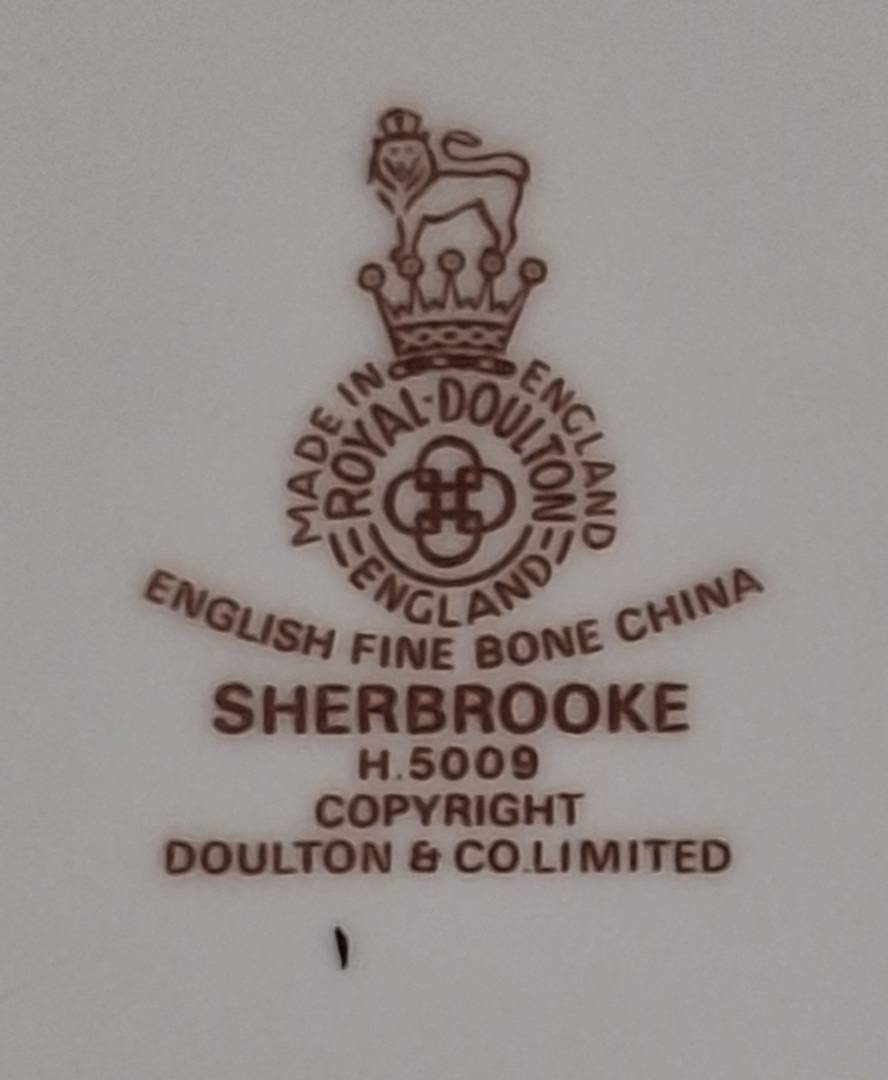 MADE IN ENGLAND
ROYAL·DOULTON
ENGLAND
ENGLISH FINE BONE CHINA
SHERBROOKE
H.5009
COPYRIGHT
DOULTON & CO.LIMITED